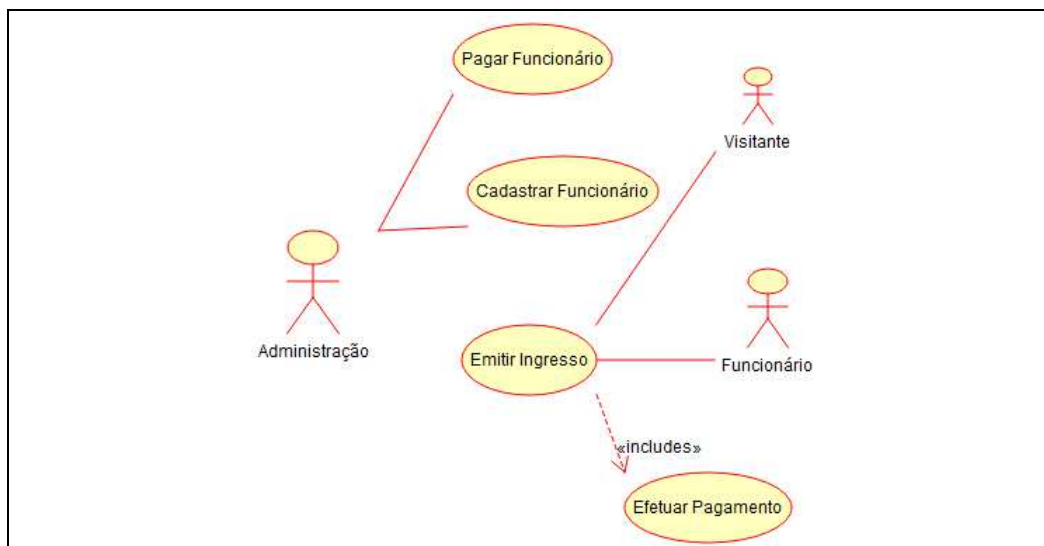 Pagar Funcionário
Visitante
Cadastrar Funcionário
Administração
Emitir Ingresso
Funcionário
«includes»
Efetuar Pagamento